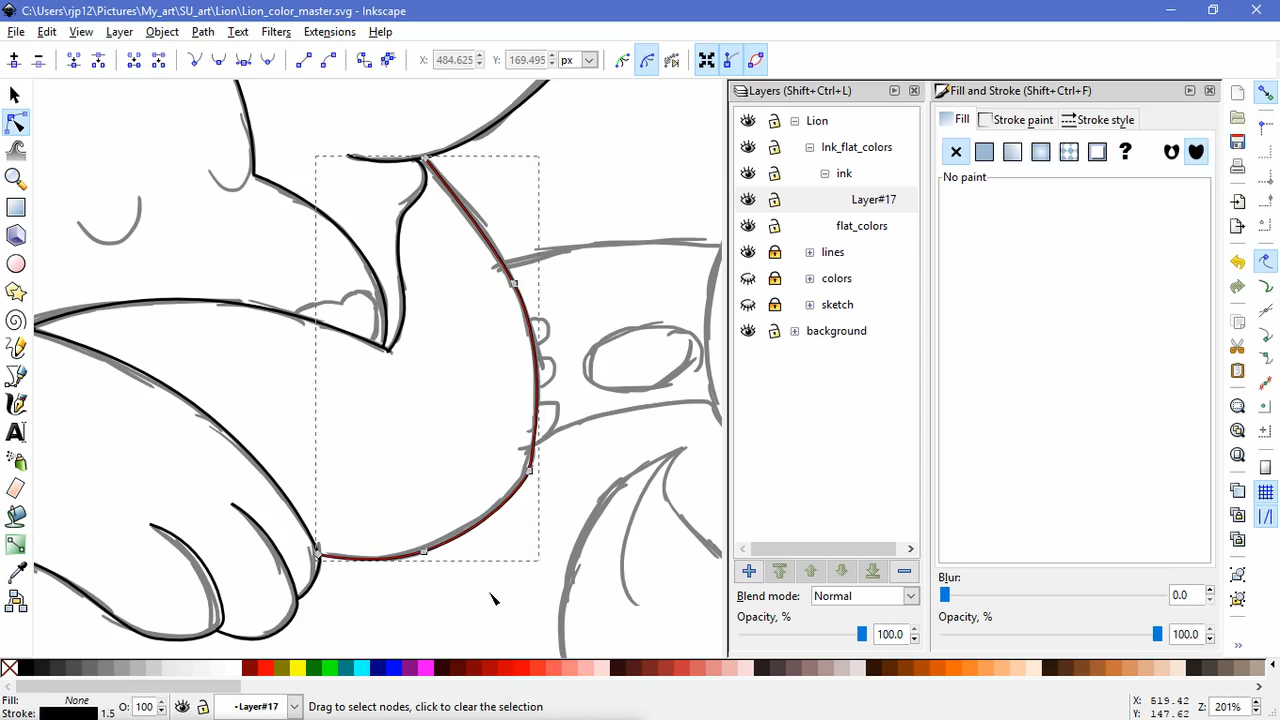 C:\Users\rjp12\Pictures\My_art\SU_art\Lion\Lion_color_master.svg - Inkscape
File Edit View Layer Object Path Text Filters Extensions Help
X: 484.625 Y: 169.495 px
Layers (Shift+Ctrl+L)
Lion
Ink_flat_colors
ink
Layer#17
flat_colors
lines
colors
sketch
background
Blend mode: Normal
Opacity, %
100.0
Fill and Stroke (Shift+Ctrl+F)
Fill Stroke paint Stroke style
?
No paint
Blur:
0.0
Opacity, %
100.0
A
Fill: None
Stroke: 1.5
O: 100
·Layer#17
Drag to select nodes, click to clear the selection
X: 519.42
Y: 147.62
Z: 201%